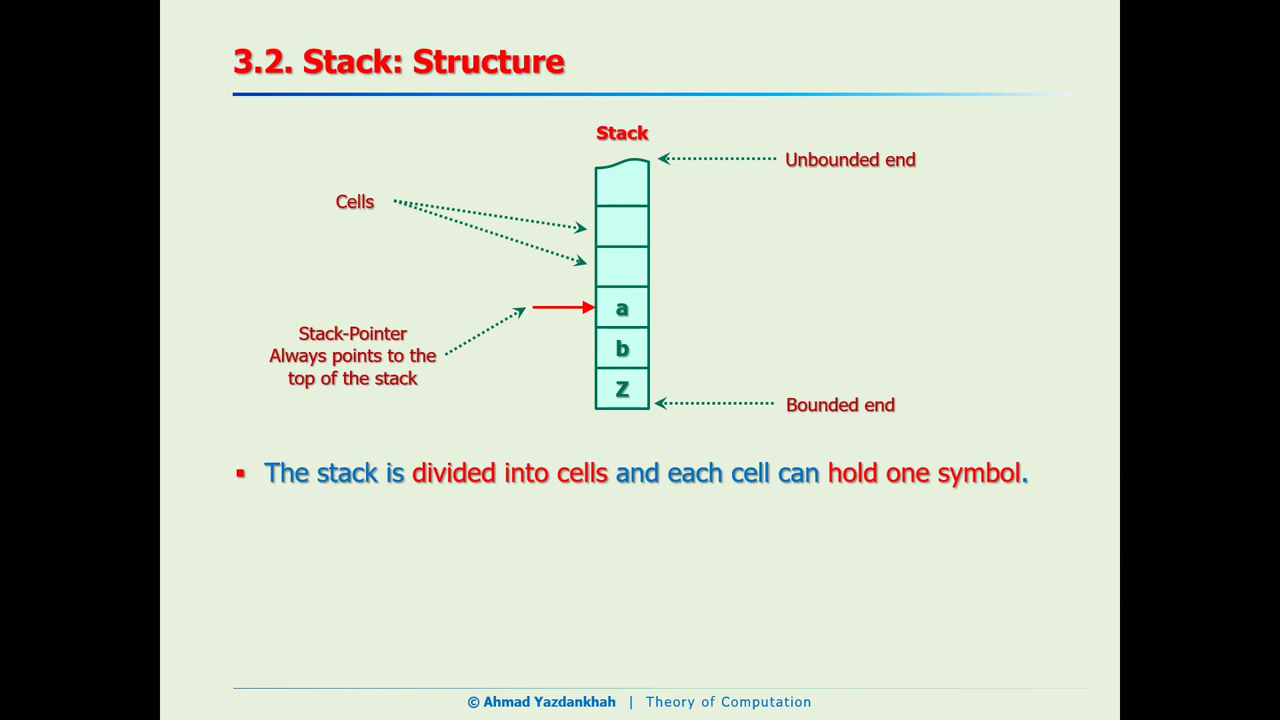 3.2. Stack: Structure
Stack
Unbounded end
Cells
a
Stack-Pointer
Always points to the
top of the stack
b
Z
Bounded end
▪ The stack is divided into cells and each cell can hold one symbol.
© Ahmad Yazdankhah | Theory of Computation